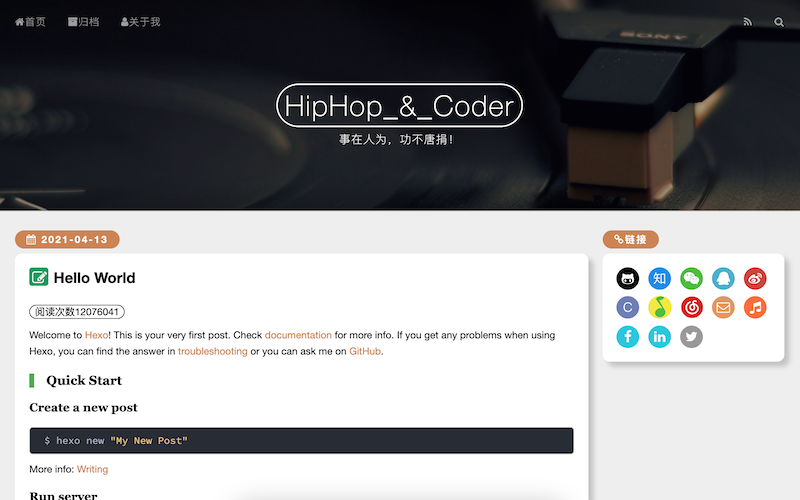 首页 归档 关于我
SONY
HipHop_&_Coder
事在人为，功不唐捐！
2021-04-13
链接
Hello World
阅读次数12076041
Welcome to Hexo! This is your very first post. Check documentation for more info. If you get any problems when using
Hexo, you can find the answer in troubleshooting or you can ask me on GitHub.
Quick Start
Create a new post
$ hexo new "My New Post"
More info: Writing
Run server
知
C
f
in